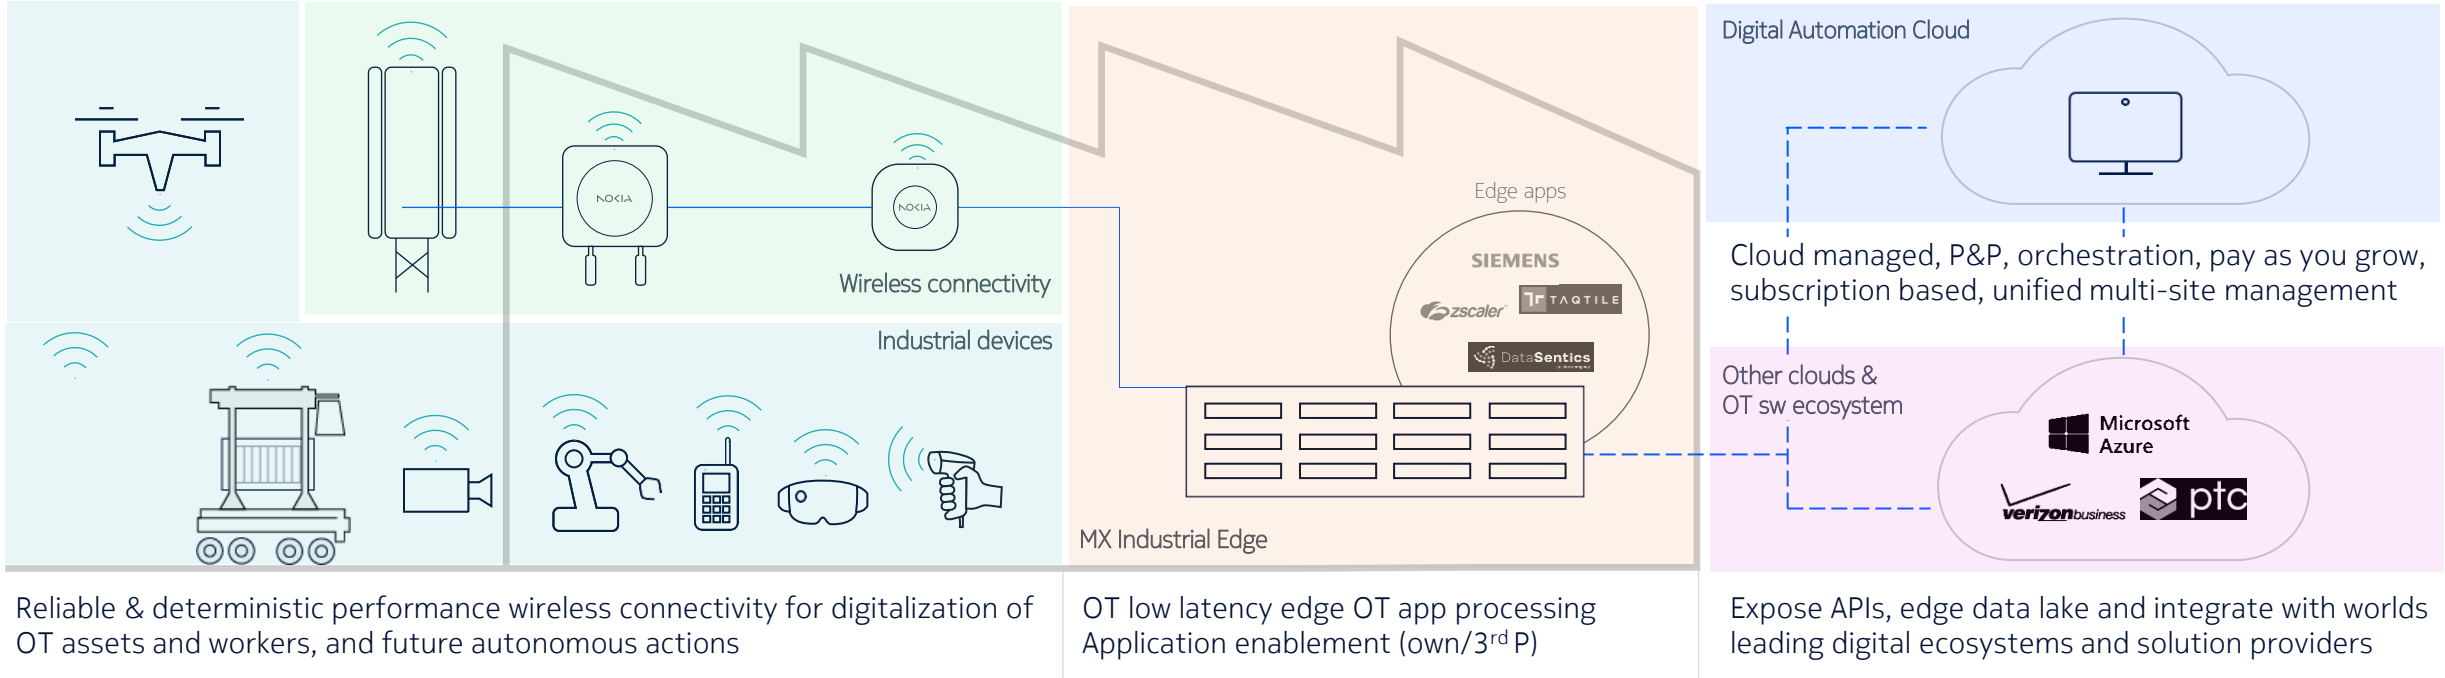 Digital Automation Cloud
NOKIA
NOKIA
Wireless connectivity
Industrial devices
Edge apps
SIEMENS
zscaler
TAQTILE
DataSentics
MX Industrial Edge
Cloud managed, P&P, orchestration, pay as you grow,
subscription based, unified multi-site management
Other clouds &
OT sw ecosystem
Microsoft
Azure
verizon business
ptc
Reliable & deterministic performance wireless connectivity for digitalization of
OT assets and workers, and future autonomous actions
OT low latency edge OT app processing
Application enablement (own/3rd P)
Expose APIs, edge data lake and integrate with worlds
leading digital ecosystems and solution providers